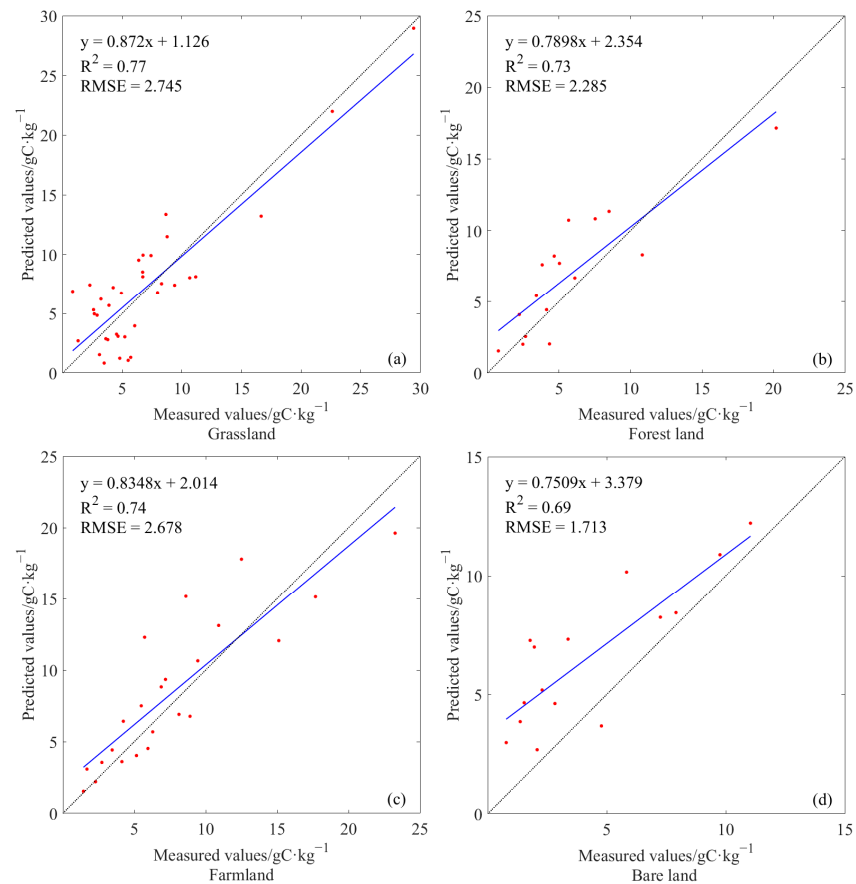 30
25
20
15
10
5
0
y = 0.872x + 1.126
R² = 0.77
RMSE = 2.745
Predicted values/gC·kg⁻¹
(a)
5 10 15 20 25 30
Measured values/gC·kg⁻¹
Grassland
25
20
15
10
5
0
y = 0.7898x + 2.354
R² = 0.73
RMSE = 2.285
Predicted values/gC·kg⁻¹
(b)
5 10 15 20 25
Measured values/gC·kg⁻¹
Forest land
25
20
15
10
5
0
y = 0.8348x + 2.014
R² = 0.74
RMSE = 2.678
Predicted values/gC·kg⁻¹
(c)
5 10 15 20 25
Measured values/gC·kg⁻¹
Farmland
15
10
5
0
y = 0.7509x + 3.379
R² = 0.69
RMSE = 1.713
Predicted values/gC·kg⁻¹
(d)
5 10 15
Measured values/gC·kg⁻¹
Bare land